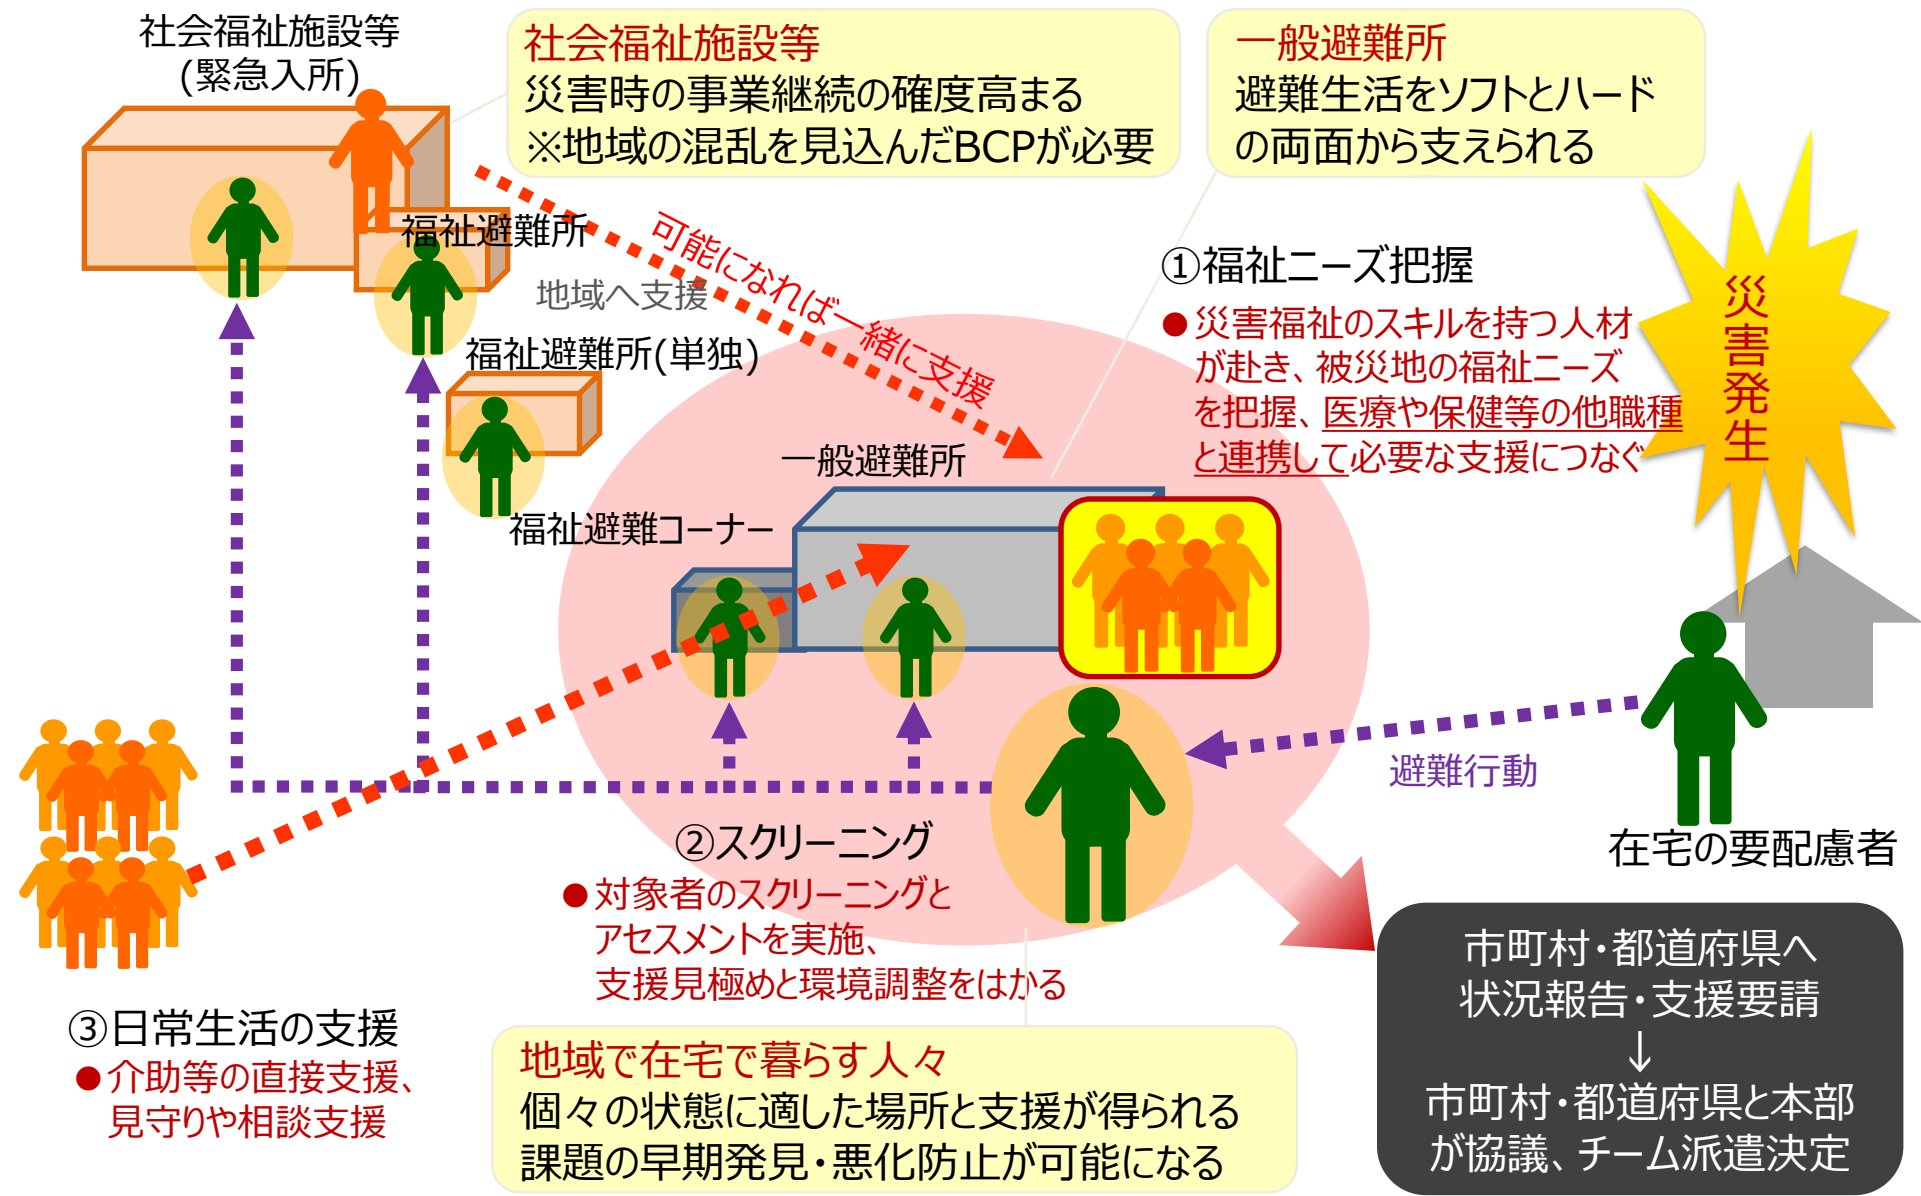 社会福祉施設等
(緊急入所)
社会福祉施設等
災害時の事業継続の確度高まる
※地域の混乱を見込んだBCPが必要
一般避難所
避難生活をソフトとハード
の両面から支えられる
福祉避難所
地域へ支援
可能になれば一緒に支援
福祉避難所(単独)
①福祉ニーズ把握
●災害福祉のスキルを持つ人材
が赴き、被災地の福祉ニーズ
を把握、医療や保健等の他職種
と連携して必要な支援につなぐ
災害発生
一般避難所
福祉避難コーナー
避難行動
在宅の要配慮者
②スクリーニング
●対象者のスクリーニングと
アセスメントを実施、
支援見極めと環境調整をはかる
③日常生活の支援
●介助等の直接支援、
見守りや相談支援
地域で在宅で暮らす人々
個々の状態に適した場所と支援が得られる
課題の早期発見・悪化防止が可能になる
市町村・都道府県へ
状況報告・支援要請
↓
市町村・都道府県と本部
が協議、チーム派遣決定